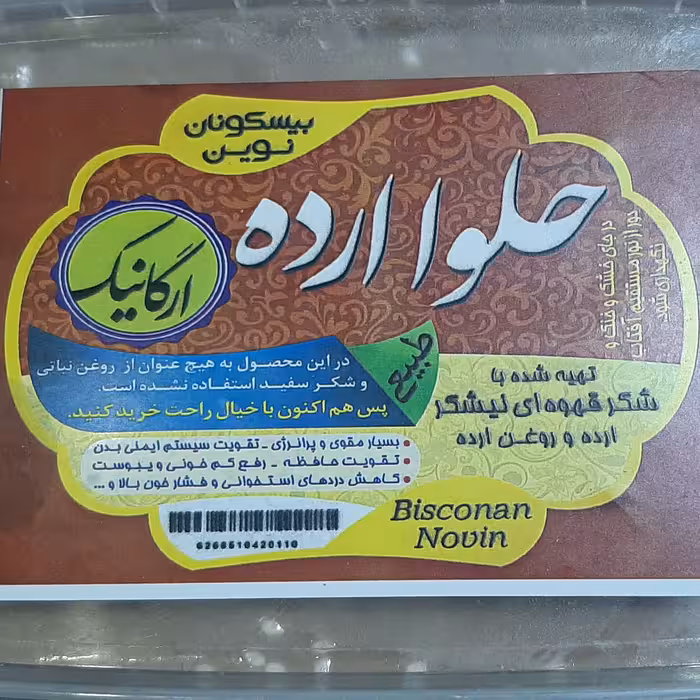 بیسکونان
نوین
حلوا ارده
ارگانیک
در جای خشک و خنک و
دور از نور مستقیم آفتاب
نگهداری شود
طبیعی
در این محصول به هیچ عنوان از روغن نباتی
و شکر سفید استفاده نشده است.
پس هم اکنون با خیال راحت خرید کنید.
تهیه شده با
شکر قهوه ای نیشکر
ارده و روغن ارده
• بسیار مقوی و پرانرژی - تقویت سیستم ایمنی بدن
• تقویت حافظه - رفع کم خونی و یبوست
• کاهش دردهای استخوانی و فشار خون بالا و ...
6260510420110
Bisconan
Novin